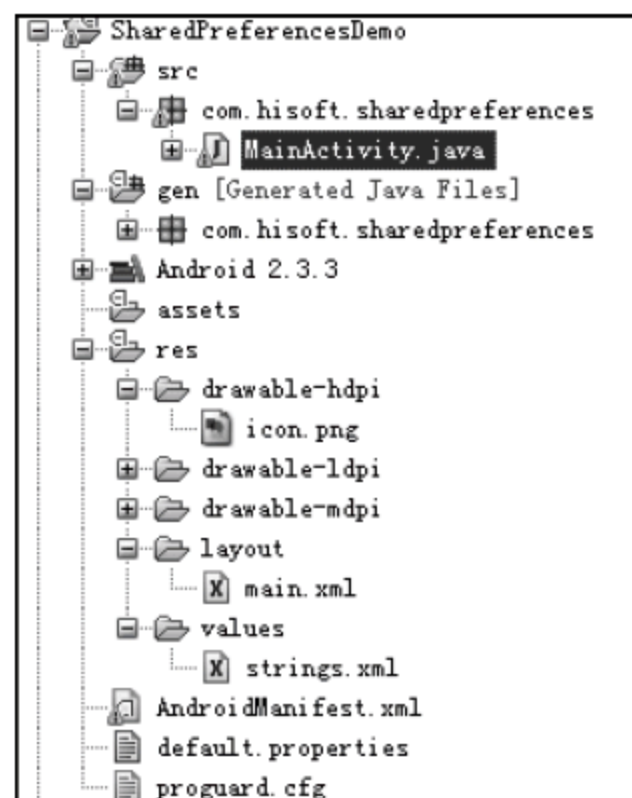 SharedPreferencesDemo
src
com.hisoft.sharedpreferences
MainActivity.java
gen [Generated Java Files]
com.hisoft.sharedpreferences
Android 2.3.3
assets
res
drawable-hdpi
icon.png
drawable-ldpi
drawable-mdpi
layout
main.xml
values
strings.xml
AndroidManifest.xml
default.properties
proguard.cfg